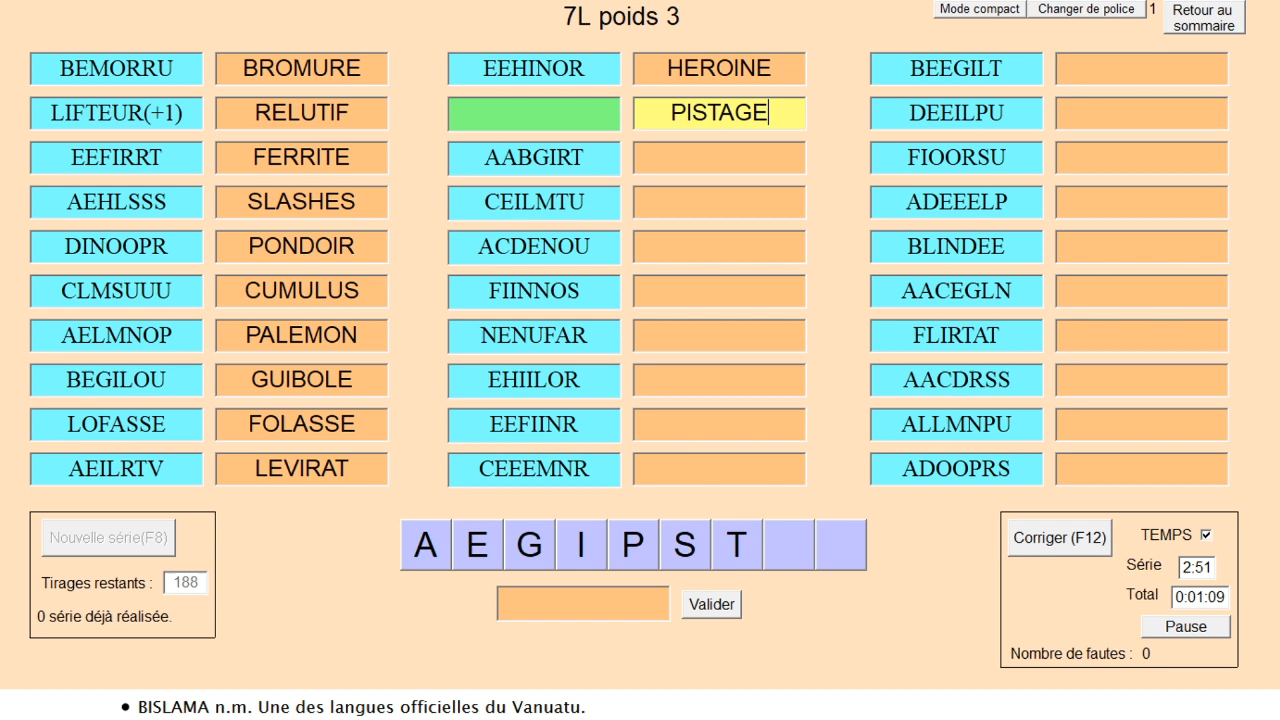 7L poids 3
Mode compact Changer de police 1 Retour au sommaire
BEMORRU BROMURE EEHINOR HEROINE BEEGILT
LIFTEUR(+1) RELUTIF PISTAGE DEEILPU
EEFIRRT FERRITE AABGIRT FIOORSU
AEHLSSS SLASHES CEILMTU ADEEELP
DINOOPR PONDOIR ACDENOU BLINDEE
CLMSUUU CUMULUS FIINNOS AACEGLN
AELMNOP PALEMON NENUFAR FLIRTAT
BEGILOU GUIBOLE EHIILOR AACDRSS
LOFASSE FOLASSE EEFIINR ALLMNPU
AEILRTV LEVIRAT CEEEMNR ADOOPRS
Nouvelle série(F8)
Tirages restants : 188
0 série déjà réalisée.
A E G I P S T
Valider
Corriger (F12) TEMPS
Série 2:51
Total 0:01:09
Pause
Nombre de fautes : 0
• BISLAMA n.m. Une des langues officielles du Vanuatu.